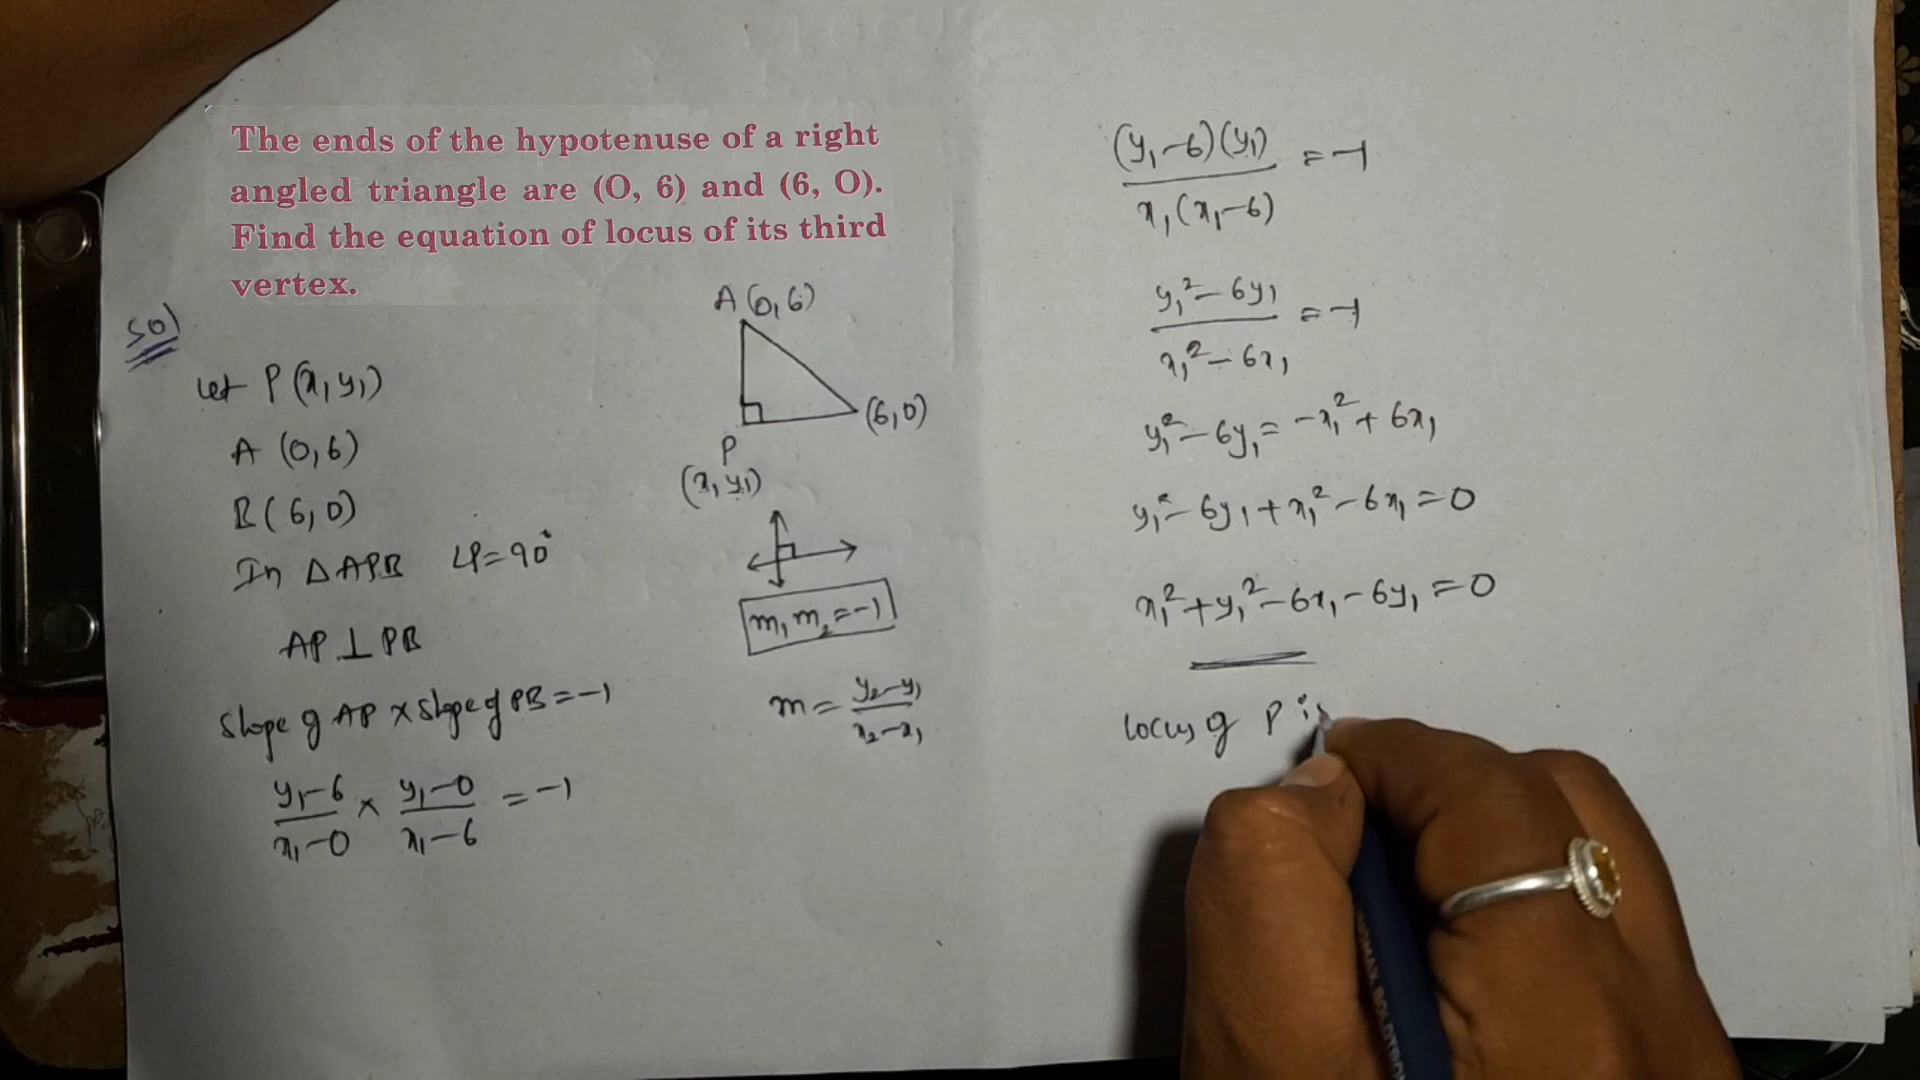 The ends of the hypotenuse of a right
angled triangle are (O, 6) and (6, O).
Find the equation of locus of its third
vertex.
Sol
Let P(x₁, y₁)
A (0,6)
B (6,0)
In ΔAPB ∠P=90°
AP ⊥ PB
Slope of AP × Slope of PB = -1
(y₁-6)/(x₁-0) × (y₁-0)/(x₁-6) = -1
A(0,6)
(6,0)
P
(x₁, y₁)
m₁m₂=-1
m = (y₂-y₁)/(x₂-x₁)
(y₁-6)(y₁)/x₁(x₁-6) = -1
(y₁²-6y₁)/(x₁²-6x₁) = -1
y₁²-6y₁ = -x₁²+6x₁
y₁²-6y₁+x₁²-6x₁=0
x₁²+y₁²-6x₁-6y₁=0
locus of P is